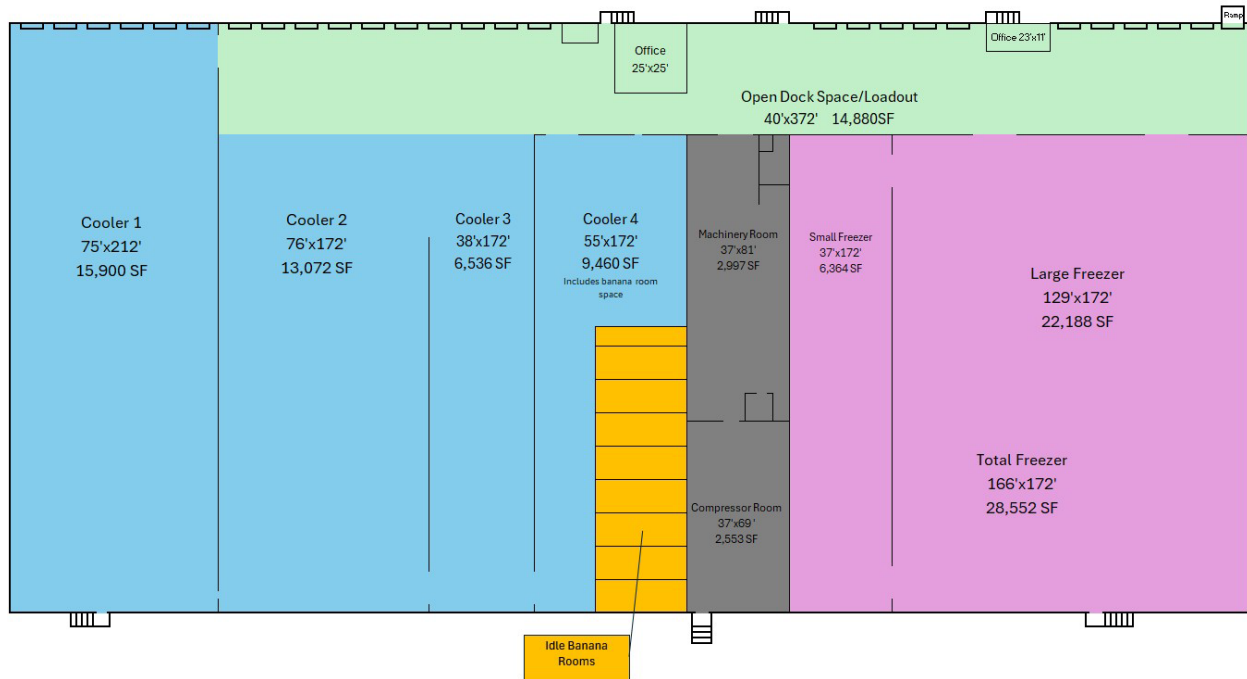 Ramp
Office 23'x11'
Office
25'x25'
Open Dock Space/Loadout
40'x372' 14,880SF
Cooler 1
75'x212'
15,900 SF
Cooler 2
76'x172'
13,072 SF
Cooler 3
38'x172'
6,536 SF
Cooler 4
55'x172'
9,460 SF
Includes banana room
space
Machinery Room
37'x81'
2,997 SF
Small Freezer
37'x172'
6,364 SF
Large Freezer
129'x172'
22,188 SF
Total Freezer
166'x172'
28,552 SF
Compressor Room
37'x69 '
2,553 SF
Idle Banana
Rooms